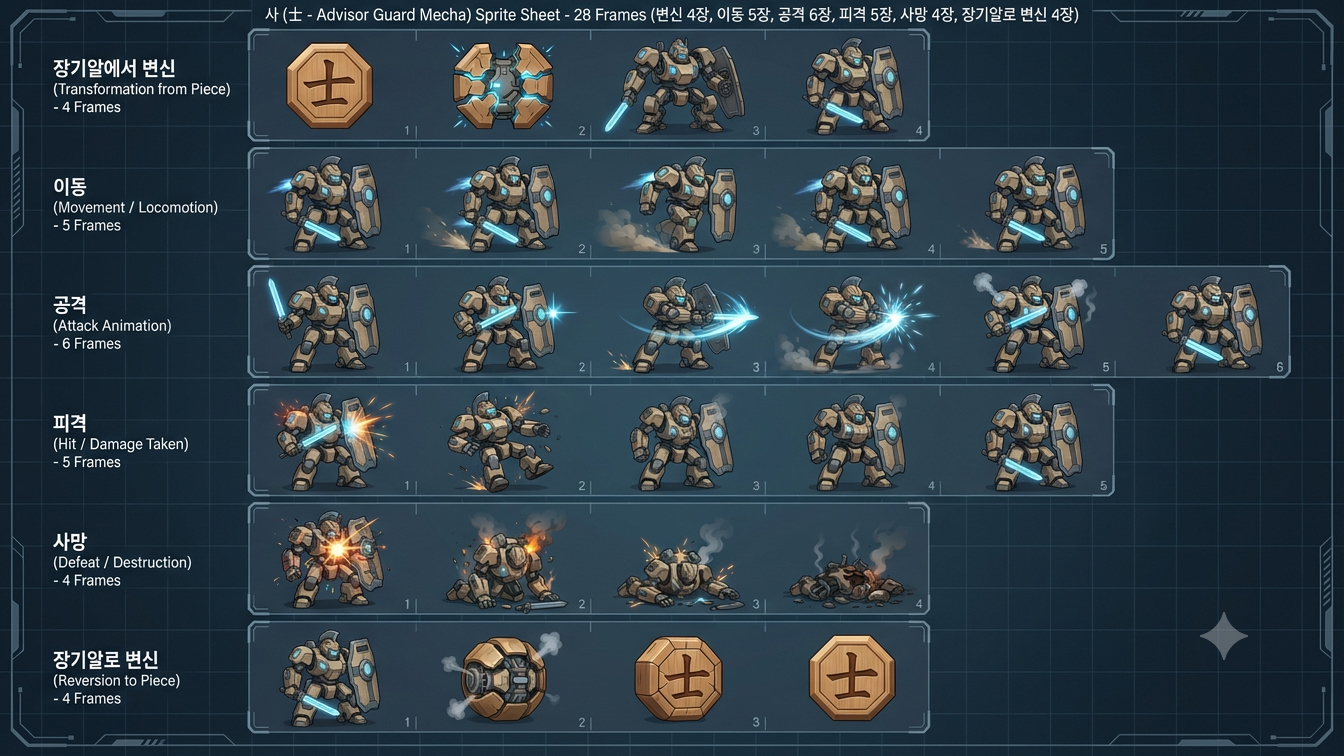 사 (士 - Advisor Guard Mecha) Sprite Sheet - 28 Frames (변신 4장, 이동 5장, 공격 6장, 피격 5장, 사망 4장, 장기알로 변신 4장)
장기알에서 변신
(Transformation from Piece)
- 4 Frames
士
1 2 3 4
이동
(Movement / Locomotion)
- 5 Frames
1 2 3 4 5
공격
(Attack Animation)
- 6 Frames
1 2 3 4 5 6
피격
(Hit / Damage Taken)
- 5 Frames
1 2 3 4 5
사망
(Defeat / Destruction)
- 4 Frames
1 2 3 4
장기알로 변신
(Reversion to Piece)
- 4 Frames
士 士
1 2 3